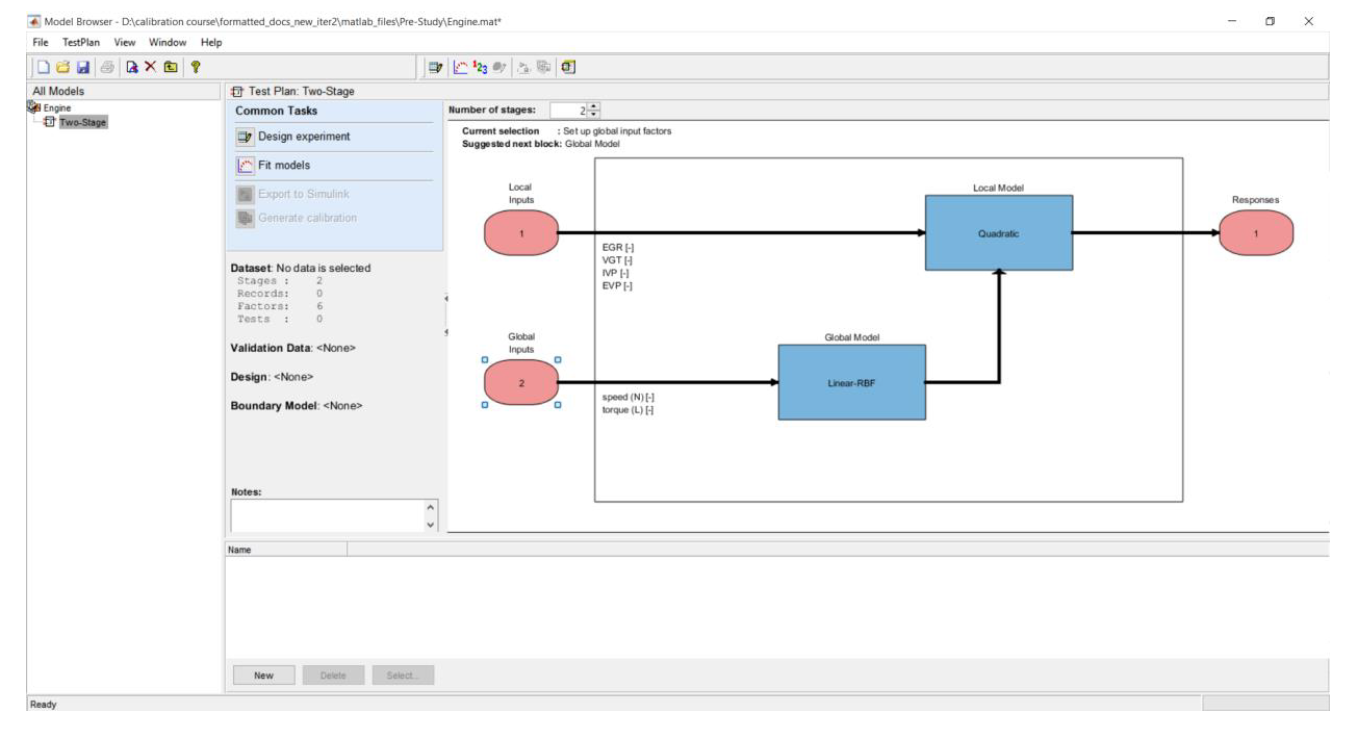 Model Browser - D:\calibration course\formatted_docs_new_iter2\matlab_files\Pre-Study\Engine.mat*
File TestPlan View Window Help
All Models
Engine
Two-Stage
Test Plan: Two-Stage
Common Tasks
Design experiment
Fit models
Export to Simulink
Generate calibration
Dataset: No data is selected
Stages : 2
Records: 0
Factors: 6
Tests : 0
Validation Data: <None>
Design: <None>
Boundary Model: <None>
Notes:
Number of stages: 2
Current selection : Set up global input factors
Suggested next block: Global Model
Local
Inputs
1
EGR [-]
VGT [-]
IVP [-]
EVP [-]
Local Model
Quadratic
Responses
1
Global
Inputs
2
speed (N) [-]
torque (L) [-]
Global Model
Linear-RBF
Name
New Delete Select...
Ready